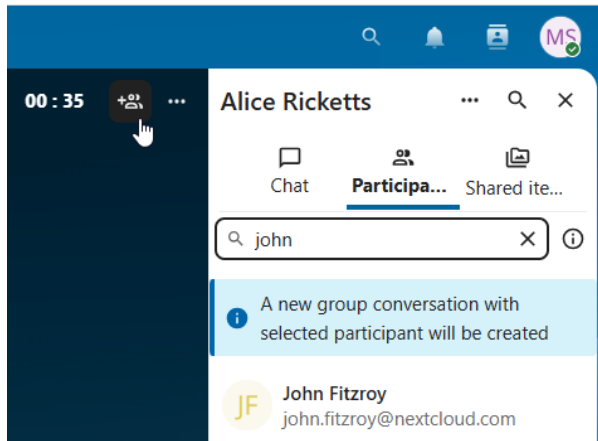 MS
00 : 35
Alice Ricketts
Chat
Participa...
Shared ite...
john
A new group conversation with
selected participant will be created
JF
John Fitzroy
john.fitzroy@nextcloud.com